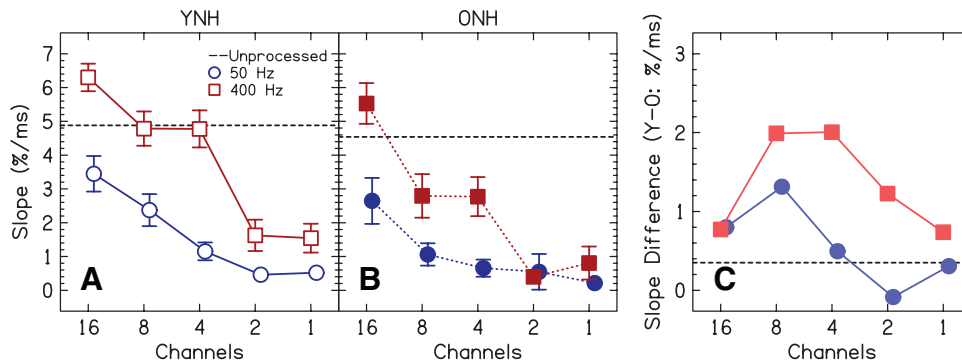 YNH
ONH
Slope (%/ms)
7
6
5
4
3
2
1
0
Unprocessed
50 Hz
400 Hz
A
16
8
4
2
1
Channels
B
16
8
4
2
1
Channels
Slope Difference (Y-O: %/ms)
3
2
1
0
C
16
8
4
2
1
Channels